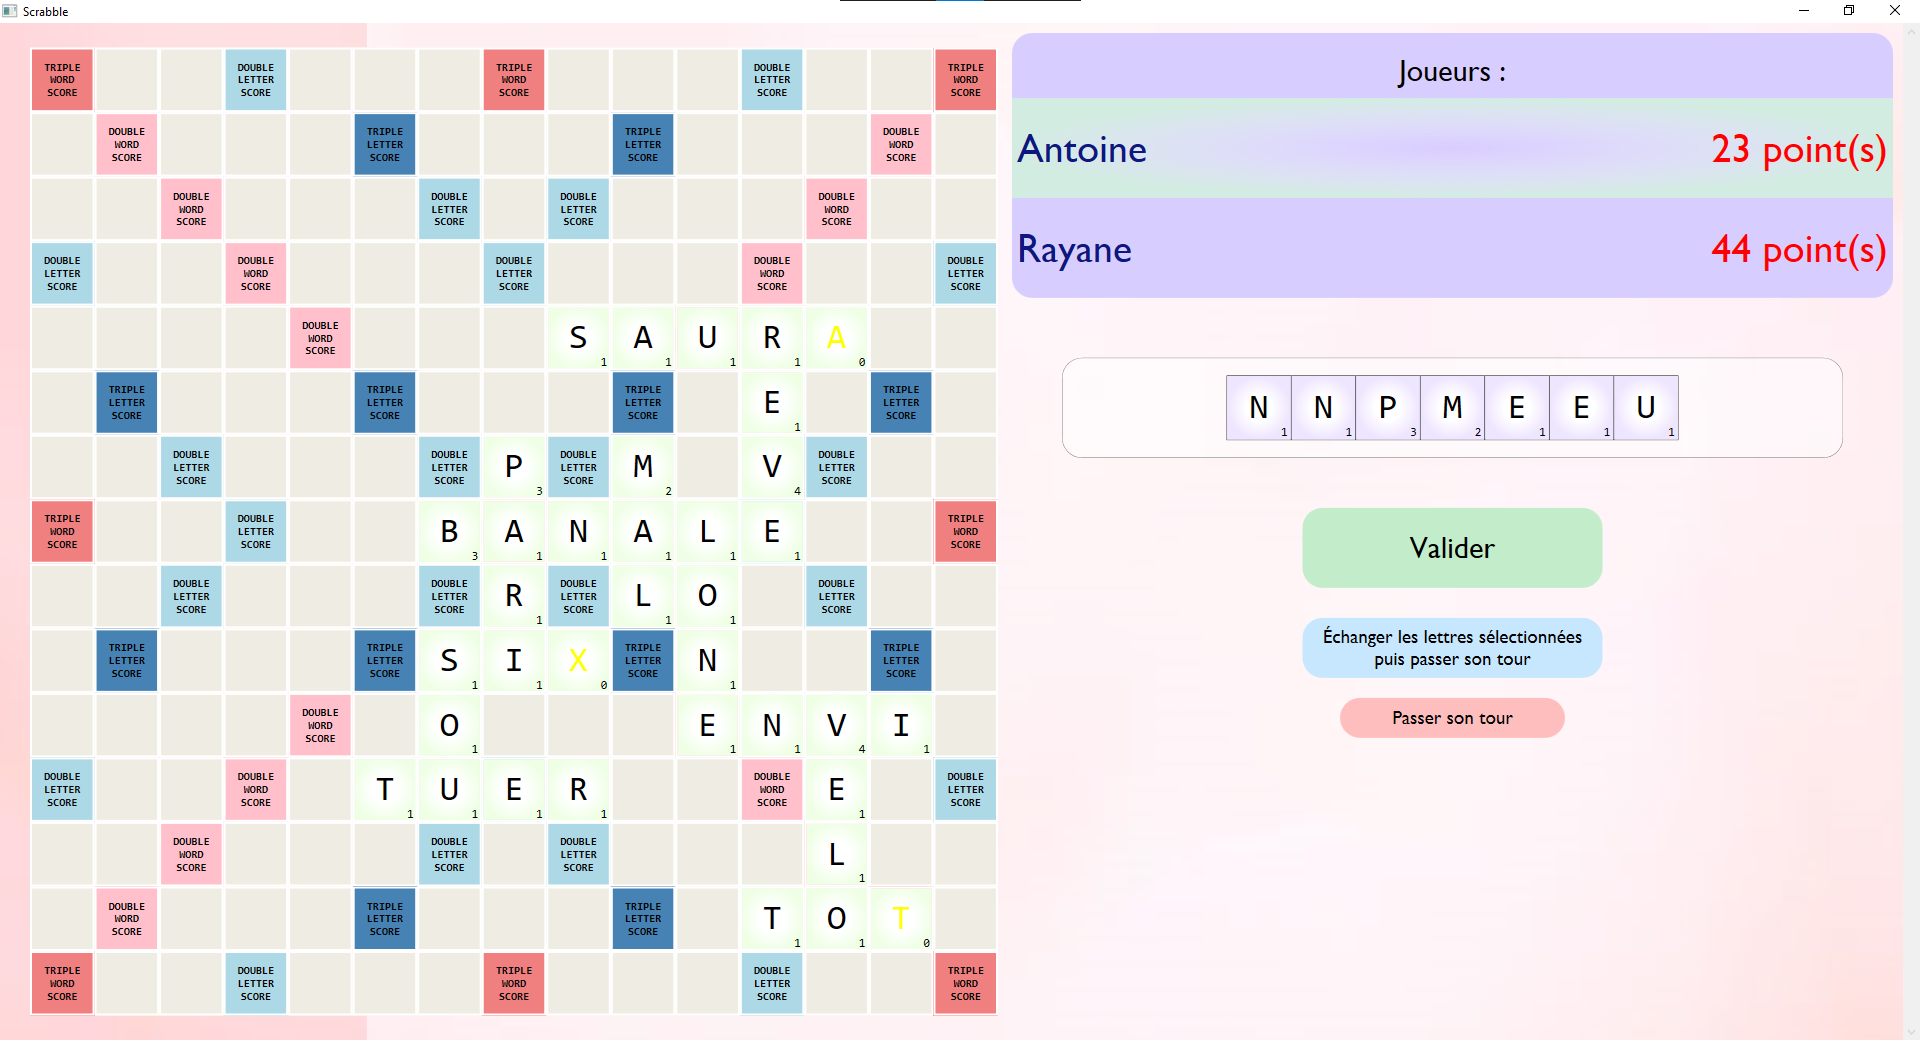 Scrabble
TRIPLE WORD SCORE DOUBLE LETTER SCORE TRIPLE WORD SCORE DOUBLE LETTER SCORE TRIPLE WORD SCORE
DOUBLE WORD SCORE TRIPLE LETTER SCORE TRIPLE LETTER SCORE DOUBLE WORD SCORE
DOUBLE WORD SCORE DOUBLE LETTER SCORE DOUBLE LETTER SCORE DOUBLE WORD SCORE
DOUBLE LETTER SCORE DOUBLE WORD SCORE DOUBLE LETTER SCORE DOUBLE WORD SCORE DOUBLE LETTER SCORE
DOUBLE WORD SCORE S 1 A 1 U 1 R 1 A 0
TRIPLE LETTER SCORE TRIPLE LETTER SCORE TRIPLE LETTER SCORE E 1 TRIPLE LETTER SCORE
DOUBLE LETTER SCORE DOUBLE LETTER SCORE P 3 DOUBLE LETTER SCORE M 2 V 4 DOUBLE LETTER SCORE
TRIPLE WORD SCORE DOUBLE LETTER SCORE B 3 A 1 N 1 A 1 L 1 E 1 TRIPLE WORD SCORE
DOUBLE LETTER SCORE DOUBLE LETTER SCORE R 1 DOUBLE LETTER SCORE L 1 O 1 DOUBLE LETTER SCORE
TRIPLE LETTER SCORE TRIPLE LETTER SCORE S 1 I 1 X 0 TRIPLE LETTER SCORE N 1 TRIPLE LETTER SCORE
DOUBLE WORD SCORE O 1 E 1 N 1 V 4 I 1
DOUBLE LETTER SCORE DOUBLE WORD SCORE T 1 U 1 E 1 R 1 DOUBLE WORD SCORE E 1 DOUBLE LETTER SCORE
DOUBLE WORD SCORE DOUBLE LETTER SCORE DOUBLE LETTER SCORE L 1
DOUBLE WORD SCORE TRIPLE LETTER SCORE TRIPLE LETTER SCORE T 1 O 1 T 0
TRIPLE WORD SCORE DOUBLE LETTER SCORE TRIPLE WORD SCORE DOUBLE LETTER SCORE TRIPLE WORD SCORE
Joueurs :
Antoine 23 point(s)
Rayane 44 point(s)
N 1 N 1 P 3 M 2 E 1 E 1 U 1
Valider
Échanger les lettres sélectionnées
puis passer son tour
Passer son tour